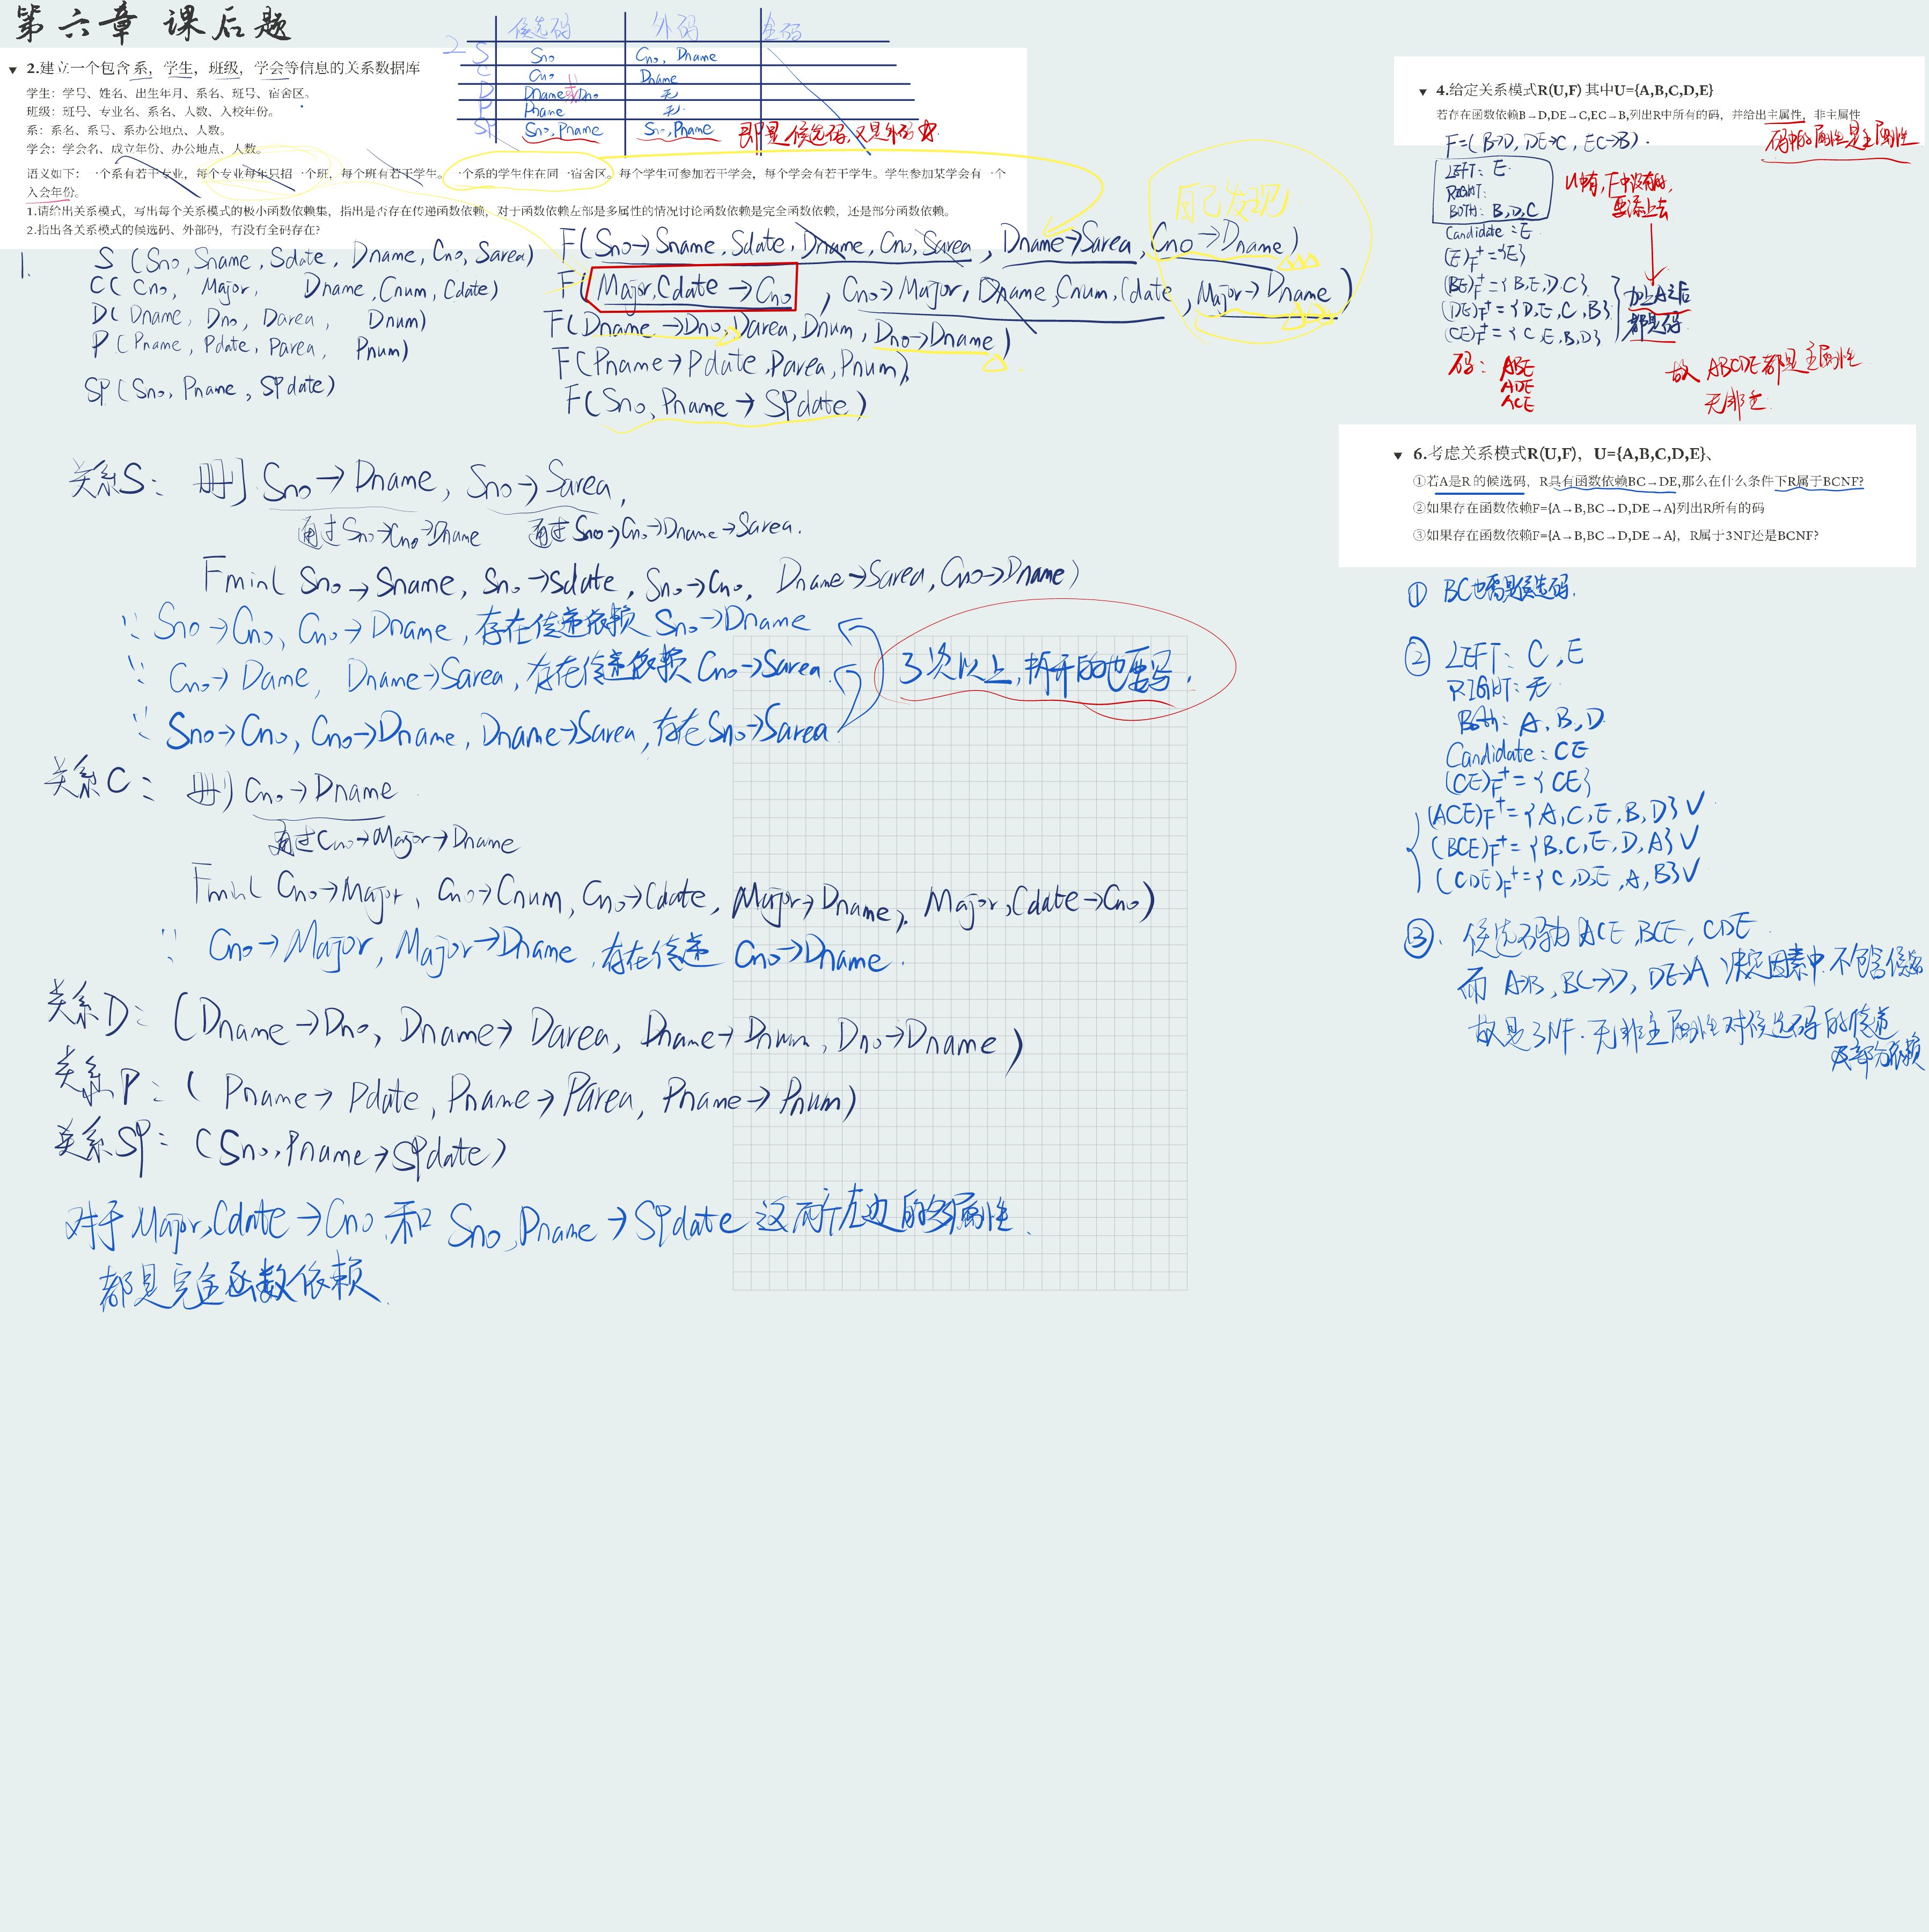 第六章 课后题
2.建立一个包含系，学生，班级，学会等信息的关系数据库
学生：学号、姓名、出生年月、系名、班号、宿舍区。
班级：班号、专业名、系名、人数、入校年份。
系：系名、系号、系办公地点、人数。
学会：学会名、成立年份、办公地点、人数。
语义如下：一个系有若干专业，每个专业每年只招一个班，每个班有若干学生。一个系的学生住在同一宿舍区。每个学生可参加若干学会，每个学会有若干学生。学生参加某学会有一个
入会年份。
1.请给出关系模式，写出每个关系模式的极小函数依赖集，指出是否存在传递函数依赖，对于函数依赖左部是多属性的情况讨论函数依赖是完全函数依赖，还是部分函数依赖。
2.指出各关系模式的候选码、外部码，有没有全码存在?
2
候选码 外码 全码
S Sno Cno, Dname
C Cno Dname
D Dname或Dno 无
P Pname 无
SP Sno,Pname Sno,Pname 即是候选码,又是外码
自己发现
1.
S (Sno, Sname, Sdate, Dname, Cno, Sarea)
C( Cno, Major, Dname, Cnum, Cdate)
D( Dname, Dno, Darea, Dnum)
P (Pname, Pdate, Parea, Pnum)
SP (Sno, Pname, SPdate)
F(Sno→Sname, Sdate, Dname, Cno, Sarea, Dname→Sarea, Cno→Dname)
F(Major,Cdate→Cno, Cno→Major, Dname, Cnum, Cdate, Major→Dname)
F(Dname→Dno, Darea, Dnum, Dno→Dname)
F(Pname→Pdate,Parea,Pnum)
F(Sno,Pname→SPdate)
关系S: 删 Sno→Dname, Sno→Sarea,
通过Sno→Cno→Dname 通过Sno→Cno→Dname→Sarea.
Fmin( Sno→Sname, Sno→Sdate, Sno→Cno, Dname→Sarea, Cno→Dname)
∵ Sno→Cno, Cno→Dname,存在传递依赖 Sno→Dname
∵ Cno→Dame, Dname→Sarea,存在传递依赖 Cno→Sarea
∵ Sno→Cno, Cno→Dname, Dname→Sarea,存在Sno→Sarea
3次以上,拆开的也要写.
关系C: 删 Cno→Dname
通过Cno→Major→Dname
Fmin( Cno→Major, Cno→Cnum, Cno→Cdate, Major→Dname, Major,Cdate→Cno)
∵ Cno→Major, Major→Dname,存在传递 Cno→Dname.
关系D: (Dname→Dno, Dname→Darea, Dname→Dnum, Dno→Dname)
关系P: (Pname→Pdate, Pname→Parea, Pname→Pnum)
关系SP: (Sno,Pname→SPdate)
对于Major,Cdate→Cno 和 Sno,Pname→SPdate 这两个左边的多属性
都是完全函数依赖.
4.给定关系模式R(U,F) 其中U={A,B,C,D,E}
若存在函数依赖B→D,DE→C,EC→B,列出R中所有的码，并给出主属性，非主属性
码中的属性是主属性
F=(B→D, DE→C, EC→B).
LEFT: E
RIGHT:
BOTH: B,D,C
U中有,F中没有的,
要添上去
Candidate: E
(E)F+={E}
(BE)F+={B,E,D,C}
(DE)F+={D,E,C,B}
(CE)F+={C,E,B,D}
加上A之后
都是码
码: ABE
ADE
ACE
故 ABCDE都是主属性
无非主
6.考虑关系模式R(U,F)，U={A,B,C,D,E}、
①若A是R的候选码，R具有函数依赖BC→DE,那么在什么条件下R属于BCNF?
②如果存在函数依赖F={A→B,BC→D,DE→A}列出R所有的码
③如果存在函数依赖F={A→B,BC→D,DE→A}，R属于3NF还是BCNF?
① BC也需是候选码.
② LEFT: C,E
RIGHT: 无
Both: A,B,D
Candidate: CE
(CE)F+={CE}
(ACE)F+={A,C,E,B,D}✓
(BCE)F+={B,C,E,D,A}✓
(CDE)F+={C,D,E,A,B}✓
③. 候选码为ACE,BCE,CDE
而 A→B,BC→D,DE→A 决定因素中不包含候选码
故是3NF.无非主属性对候选码的传递
及部分依赖